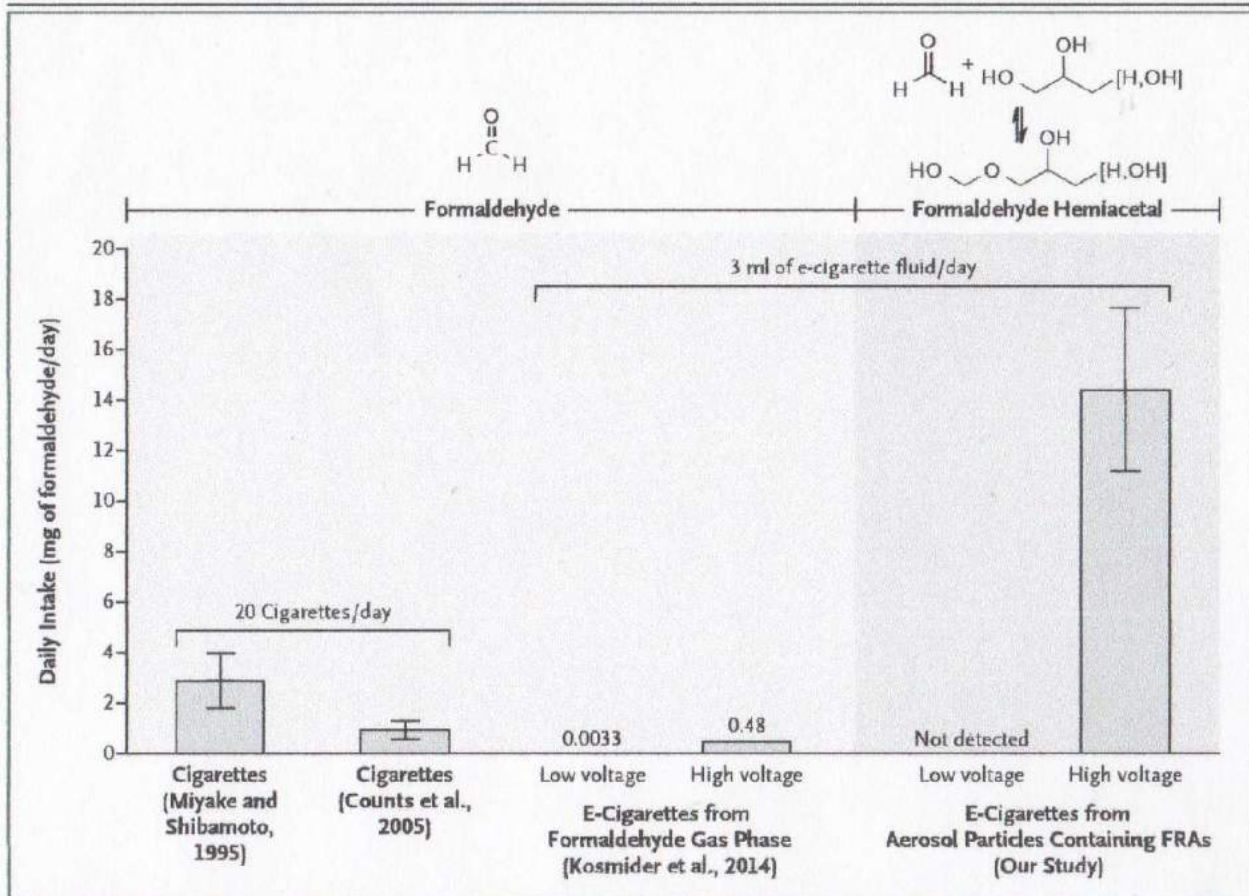 O
H C H
O
H H
+
OH
HO [H,OH]
OH
HO O [H,OH]
Formaldehyde
Formaldehyde Hemiacetal
Daily Intake (mg of formaldehyde/day)
20
18
16
14
12
10
8
6
4
2
0
3 ml of e-cigarette fluid/day
20 Cigarettes/day
0.0033
0.48
Not detected
Cigarettes
(Miyake and
Shibamoto,
1995)
Cigarettes
(Counts et al.,
2005)
Low voltage
High voltage
E-Cigarettes from
Formaldehyde Gas Phase
(Kosmider et al., 2014)
Low voltage
High voltage
E-Cigarettes from
Aerosol Particles Containing FRAs
(Our Study)